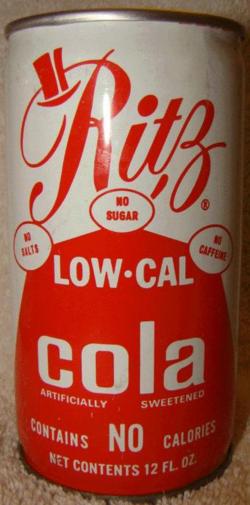 Ritz®
NO
SUGAR
NO
SALTS
NO
CAFFEINE
LOW•CAL
cola
ARTIFICIALLY SWEETENED
CONTAINS NO CALORIES
NET CONTENTS 12 FL. OZ.